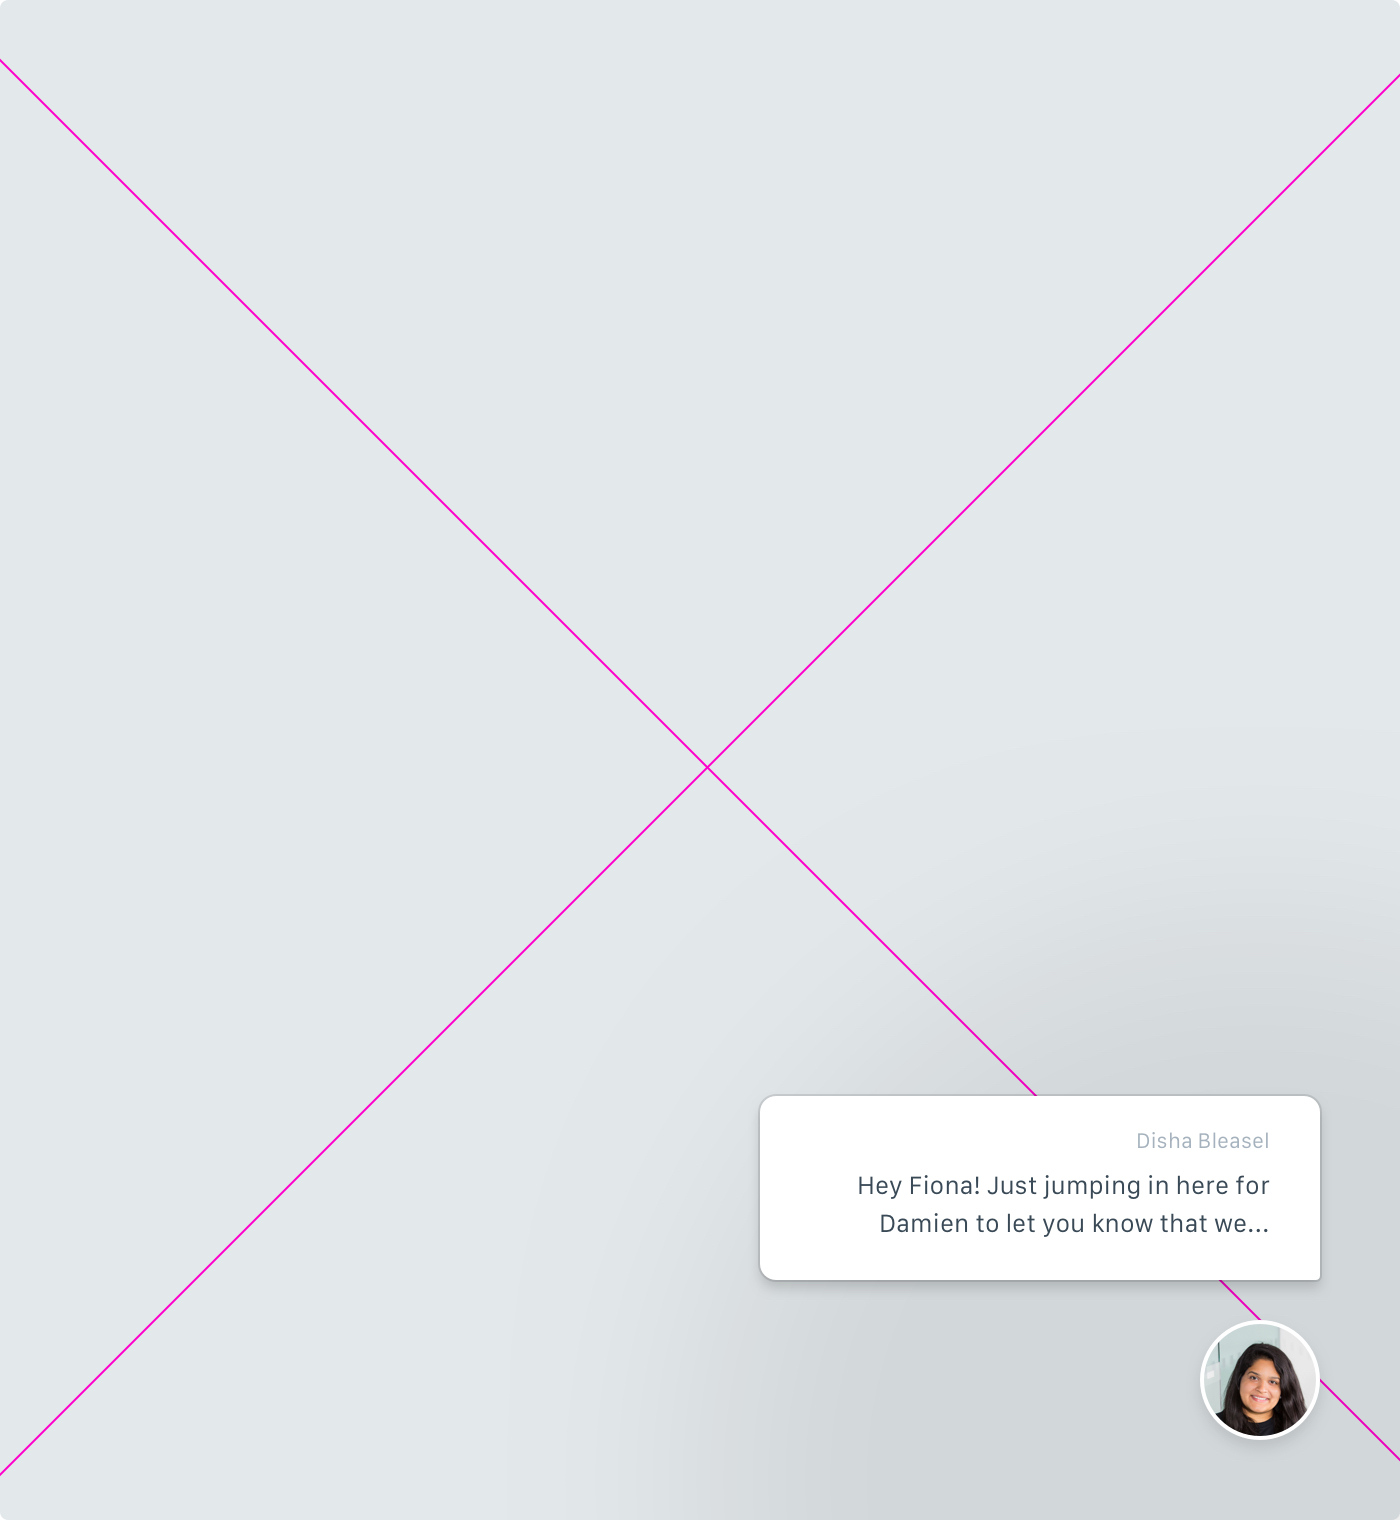 Disha Bleasel
Hey Fiona! Just jumping in here for
Damien to let you know that we...